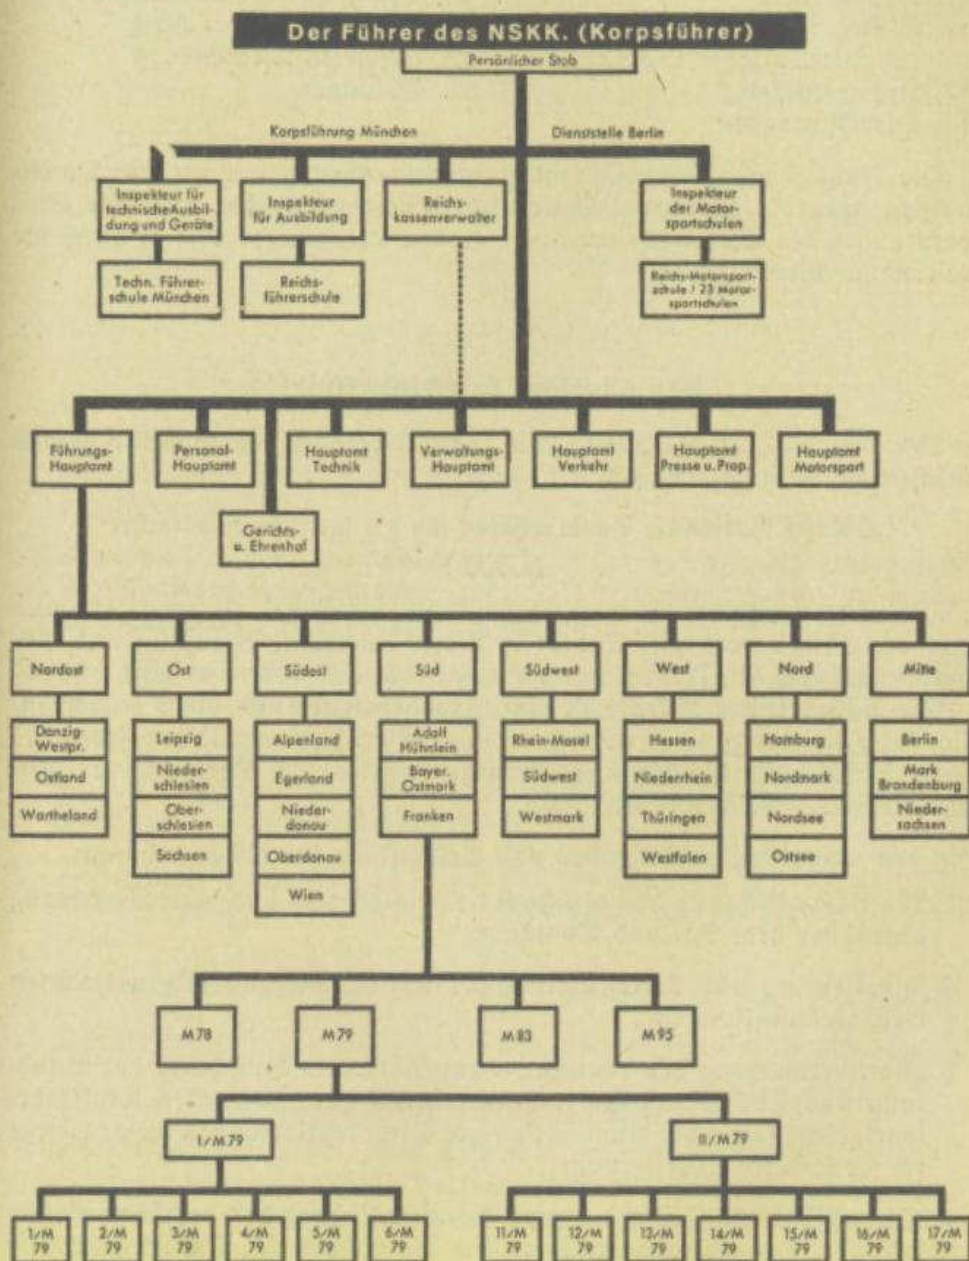 Der Führer des NSKK. (Korpsführer)
Persönlicher Stab
Korpsführung München
Dienststelle Berlin
Inspekteur für
technische Ausbil-
dung und Geräte
Inspekteur
für Ausbildung
Reichs-
kassenverwalter
Inspekteur
der Motor-
sportschulen
Techn. Führer-
schule München
Reichs-
führerschule
Reichs-Motorsport-
schule / 23 Motor-
sportschulen
Führungs-
Hauptamt
Personal-
Hauptamt
Hauptamt
Technik
Verwaltungs-
Hauptamt
Hauptamt
Verkehr
Hauptamt
Presse u. Prop.
Hauptamt
Motorsport
Gerichts-
u. Ehrenhof
Nordost
Ost
Südost
Süd
Südwest
West
Nord
Mitte
Danzig
Westpr.
Ostland
Wartheland
Leipzig
Nieder-
schlesien
Ober-
schlesien
Sachsen
Alpenland
Egerland
Nieder-
donau
Oberdonau
Wien
Adolf
Hühnlein
Bayer.
Ostmark
Franken
Rhein-Mosel
Südwest
Westmark
Hessen
Niederrhein
Thüringen
Westfalen
Hamburg
Nordmark
Nordsee
Ostsee
Berlin
Mark
Brandenburg
Nieder-
sachsen
M 78
M 79
M 83
M 95
I/M 79
II/M 79
1/M
79
2/M
79
3/M
79
4/M
79
5/M
79
6/M
79
11/M
79
12/M
79
13/M
79
14/M
79
15/M
79
16/M
79
17/M
79